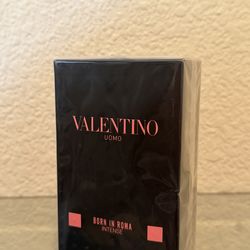 VALENTINO
UOMO
BORN IN ROMA
INTENSE